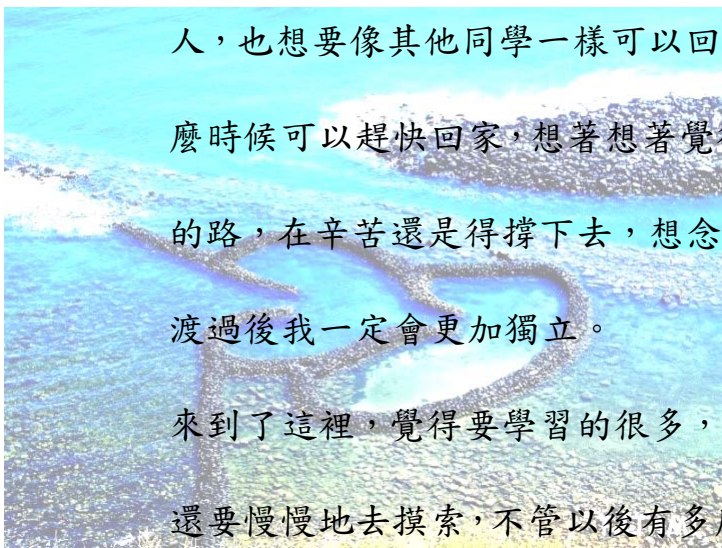 人，也想要像其他同學一樣可以回
麼時候可以趕快回家，想著想著覺
的路，在辛苦還是得撐下去，想念
渡過後我一定會更加獨立。
來到了這裡，覺得要學習的很多，
還要慢慢地去摸索，不管以後有多